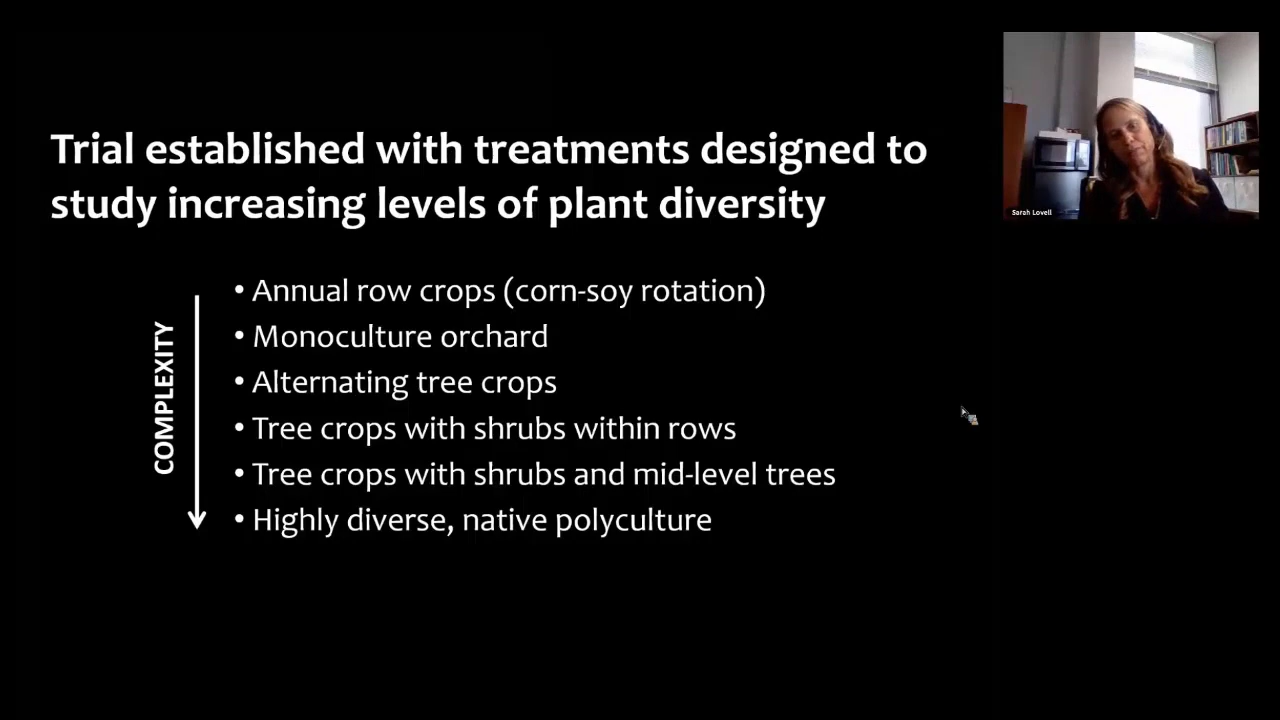 Trial established with treatments designed to
study increasing levels of plant diversity
COMPLEXITY
• Annual row crops (corn-soy rotation)
• Monoculture orchard
• Alternating tree crops
• Tree crops with shrubs within rows
• Tree crops with shrubs and mid-level trees
• Highly diverse, native polyculture
Sarah Lovell